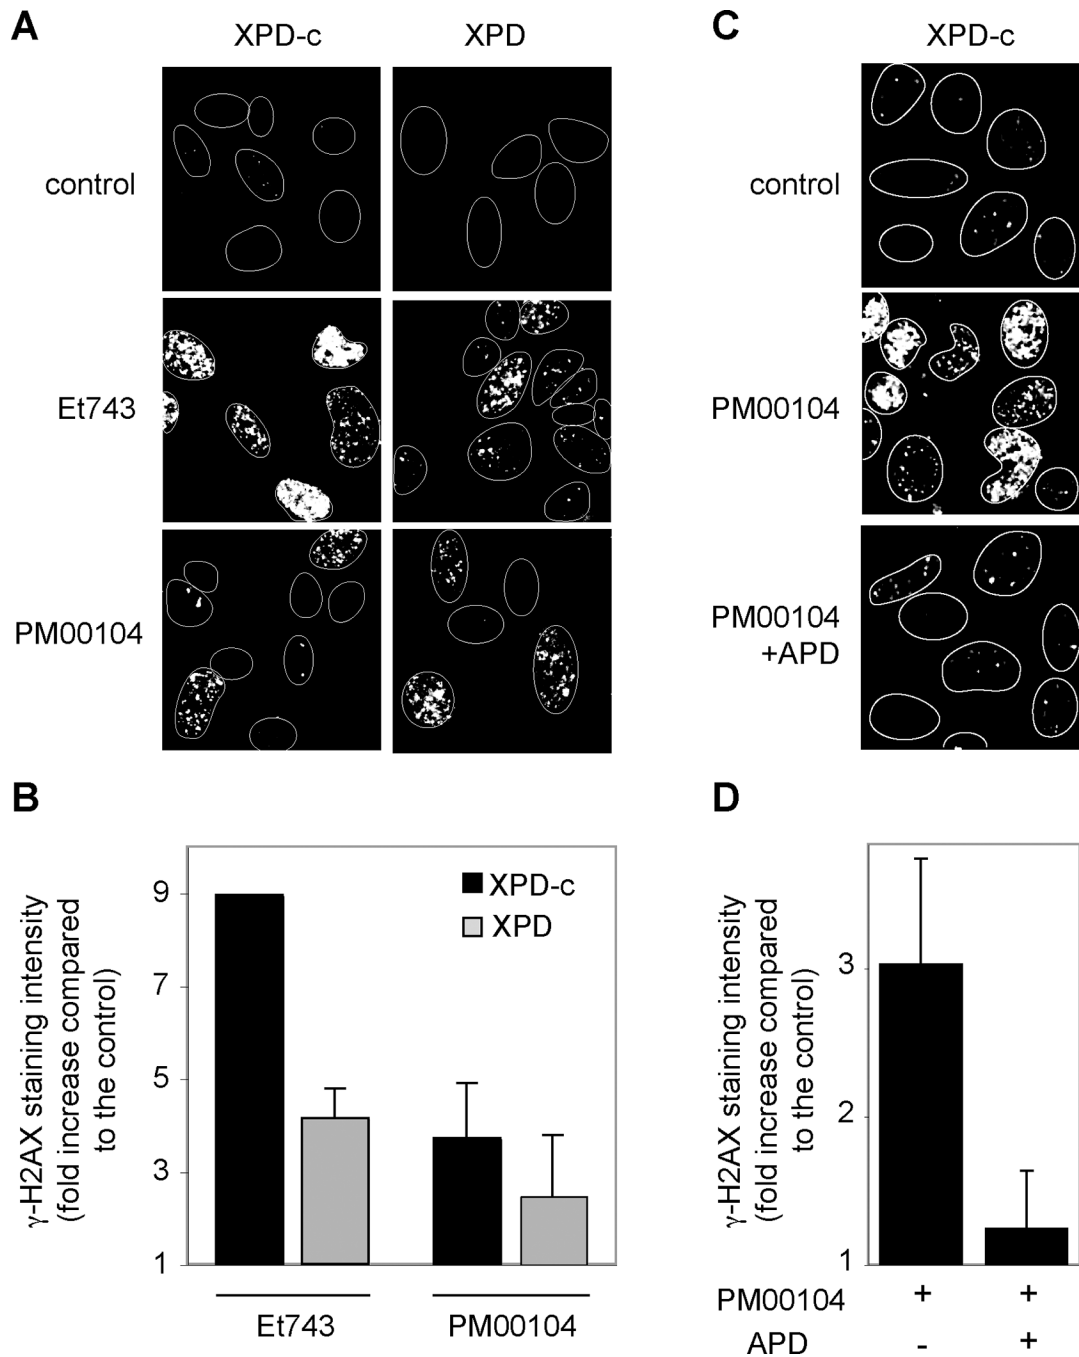 A
XPD-c
XPD
control
Et743
PM00104
C
XPD-c
control
PM00104
PM00104
+APD
B
γ-H2AX staining intensity
(fold increase compared
to the control)
9
7
5
3
1
XPD-c
XPD
Et743
PM00104
D
γ-H2AX staining intensity
(fold increase compared
to the control)
3
2
1
PM00104 + +
APD - +